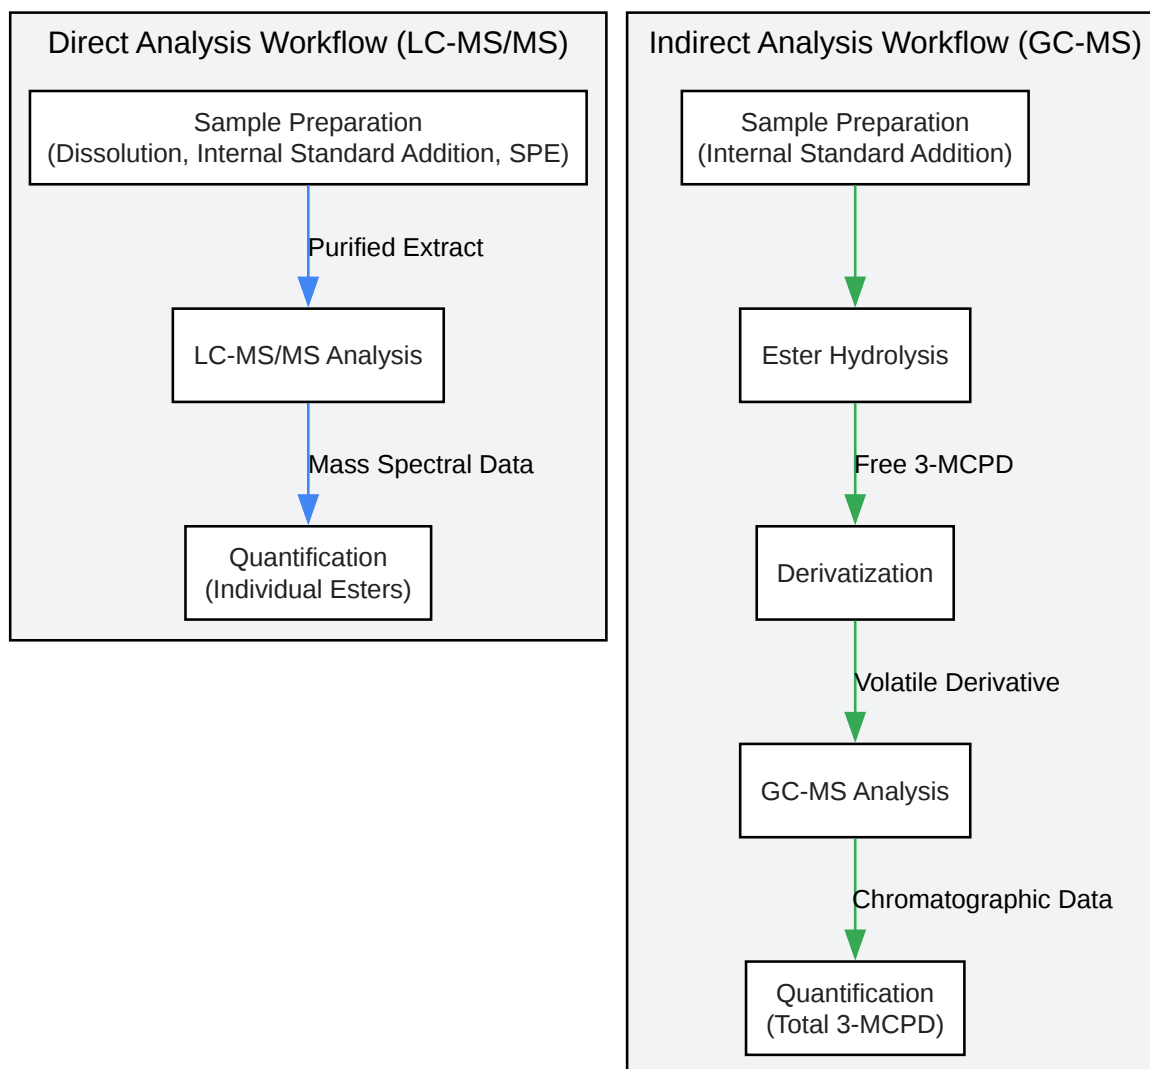 Direct Analysis Workflow (LC-MS/MS)
Sample Preparation
(Dissolution, Internal Standard Addition, SPE)
Purified Extract
LC-MS/MS Analysis
Mass Spectral Data
Quantification
(Individual Esters)
Indirect Analysis Workflow (GC-MS)
Sample Preparation
(Internal Standard Addition)
Ester Hydrolysis
Free 3-MCPD
Derivatization
Volatile Derivative
GC-MS Analysis
Chromatographic Data
Quantification
(Total 3-MCPD)